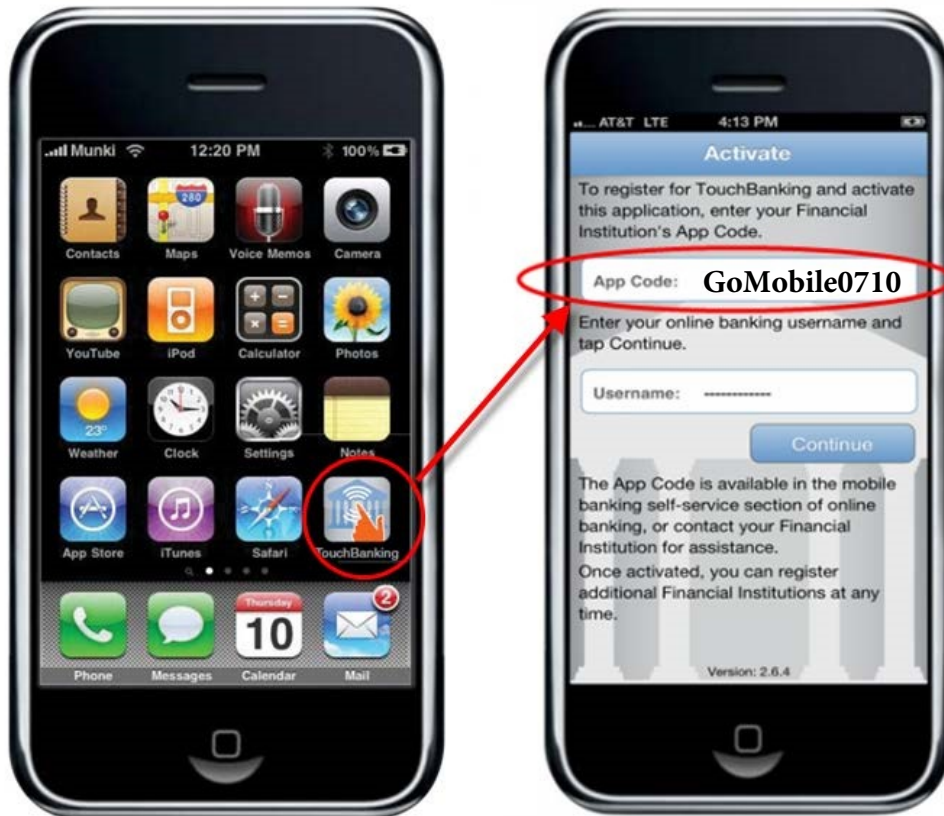 Munki 12:20 PM 100%
280
Contacts Maps Voice Memos Camera
YouTube iPod Calculator Photos
23°
Weather Clock Settings Notes
App Store iTunes Safari TouchBanking
Thursday
10
2
Phone Messages Calendar Mail
AT&T LTE 4:13 PM
Activate
To register for TouchBanking and activate
this application, enter your Financial
Institution's App Code.
App Code: GoMobile0710
Enter your online banking username and
tap Continue.
Username: ------------
Continue
The App Code is available in the mobile
banking self-service section of online
banking, or contact your Financial
Institution for assistance.
Once activated, you can register
additional Financial Institutions at any
time.
Version: 2.6.4